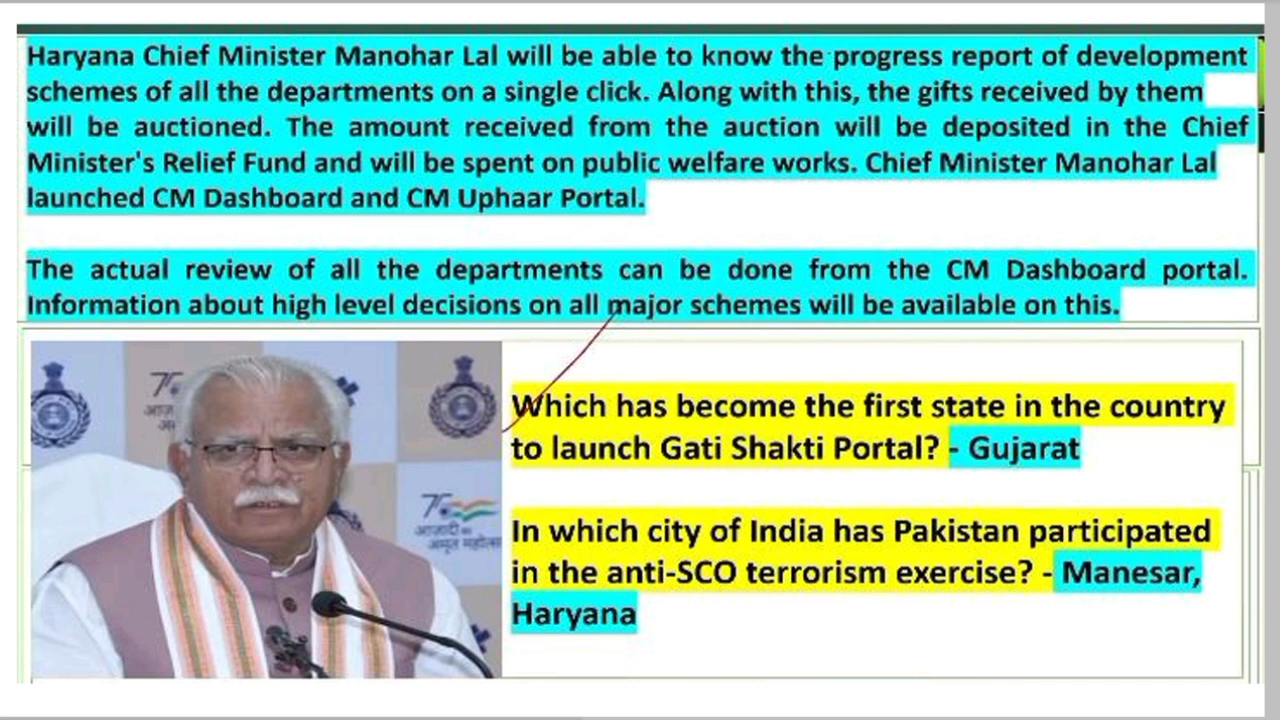 Haryana Chief Minister Manohar Lal will be able to know the progress report of development
schemes of all the departments on a single click. Along with this, the gifts received by them
will be auctioned. The amount received from the auction will be deposited in the Chief
Minister's Relief Fund and will be spent on public welfare works. Chief Minister Manohar Lal
launched CM Dashboard and CM Uphaar Portal.
The actual review of all the departments can be done from the CM Dashboard portal.
Information about high level decisions on all major schemes will be available on this.
Which has become the first state in the country
to launch Gati Shakti Portal? - Gujarat
In which city of India has Pakistan participated
in the anti-SCO terrorism exercise? - Manesar,
Haryana
आज़ादी का
अमृत महोत्सव